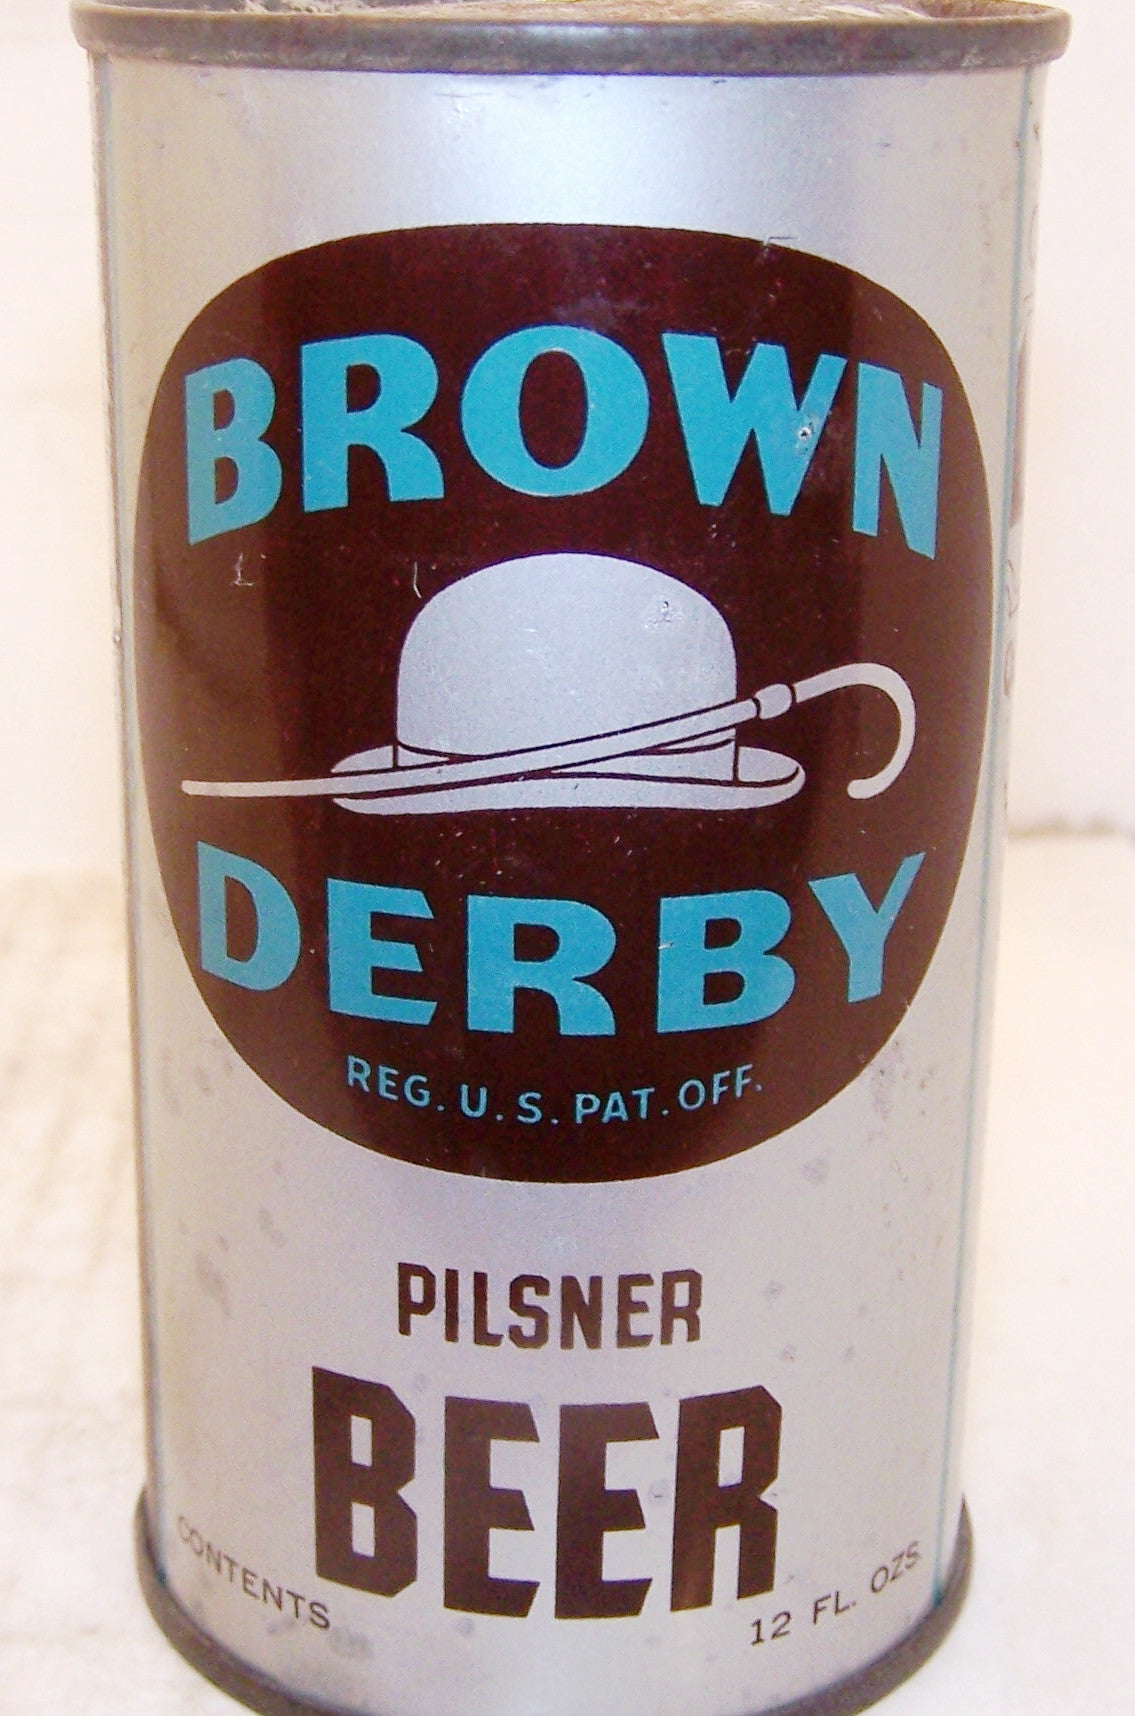 BROWN
DERBY
REG. U.S. PAT. OFF.
PILSNER
BEER
CONTENTS 12 FL. OZS.